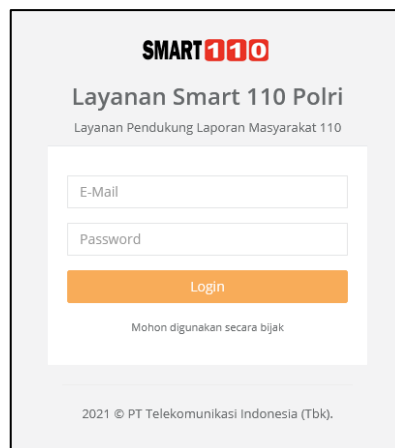 SMART 110
Layanan Smart 110 Polri
Layanan Pendukung Laporan Masyarakat 110
E-Mail
Password
Login
Mohon digunakan secara bijak
2021 © PT Telekomunikasi Indonesia (Tbk).